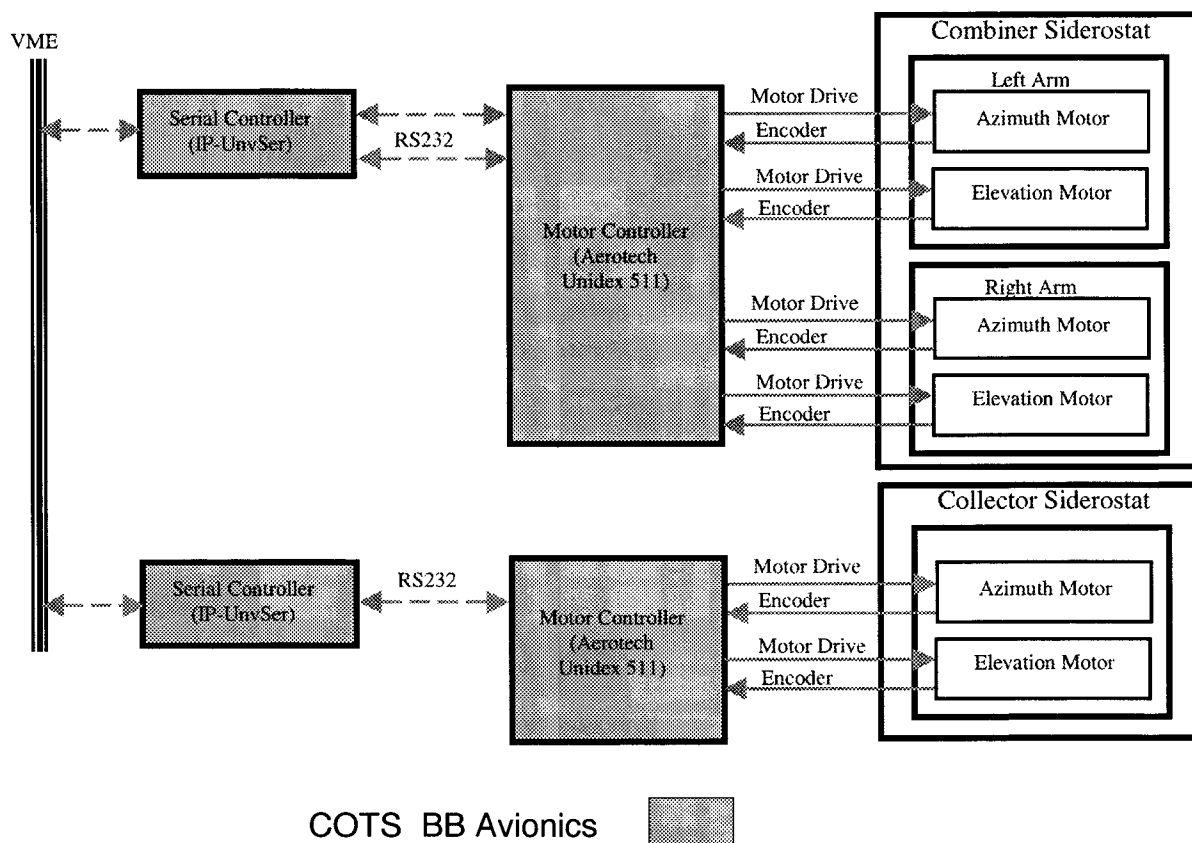 VME
Serial Controller
(IP-UnvSer)
RS232
Motor Controller
(Aerotech
Unidex 511)
Motor Drive
Encoder
Motor Drive
Encoder
Motor Drive
Encoder
Motor Drive
Encoder
Combiner Siderostat
Left Arm
Azimuth Motor
Elevation Motor
Right Arm
Azimuth Motor
Elevation Motor
Serial Controller
(IP-UnvSer)
RS232
Motor Controller
(Aerotech
Unidex 511)
Motor Drive
Encoder
Motor Drive
Encoder
Collector Siderostat
Azimuth Motor
Elevation Motor
COTS BB Avionics